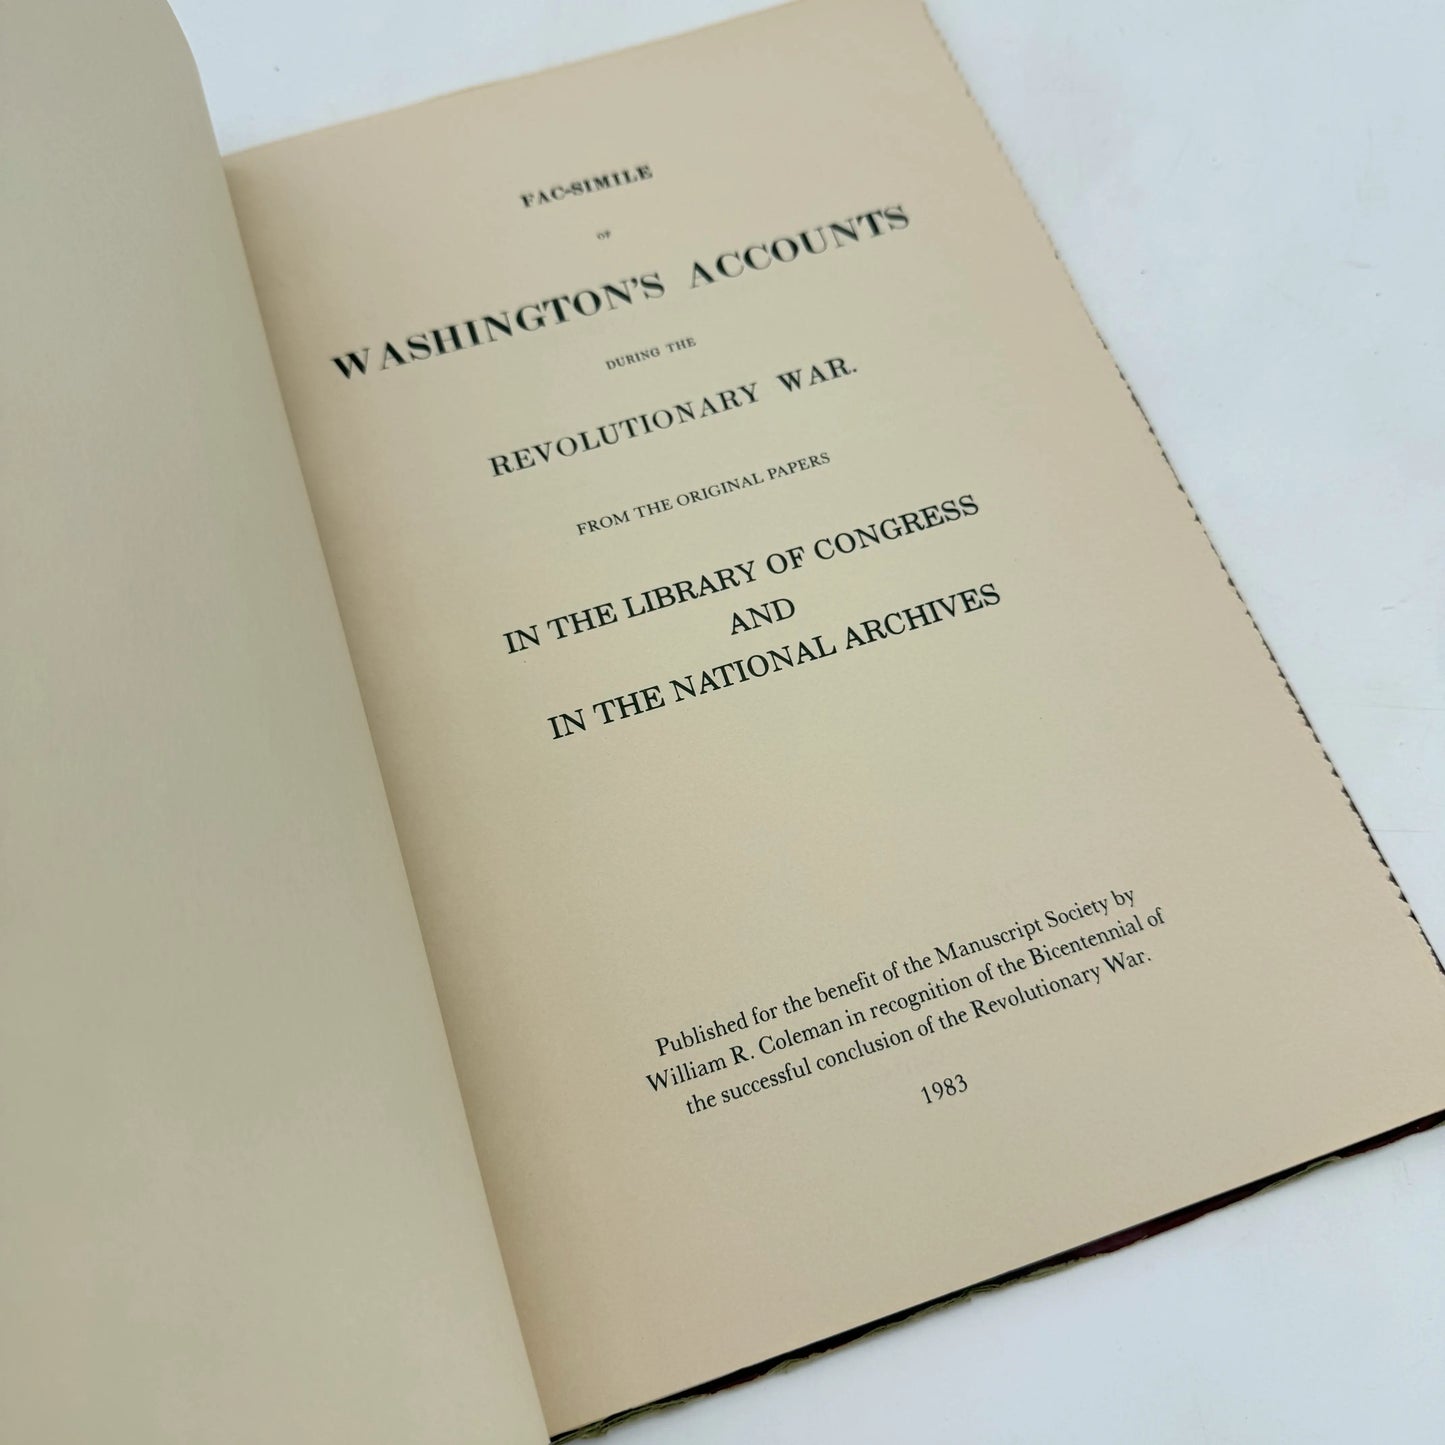 FAC-SIMILE
OF
WASHINGTON'S ACCOUNTS
DURING THE
REVOLUTIONARY WAR.
FROM THE ORIGINAL PAPERS
IN THE LIBRARY OF CONGRESS
AND
IN THE NATIONAL ARCHIVES
Published for the benefit of the Manuscript Society by
William R. Coleman in recognition of the Bicentennial of
the successful conclusion of the Revolutionary War.
1983